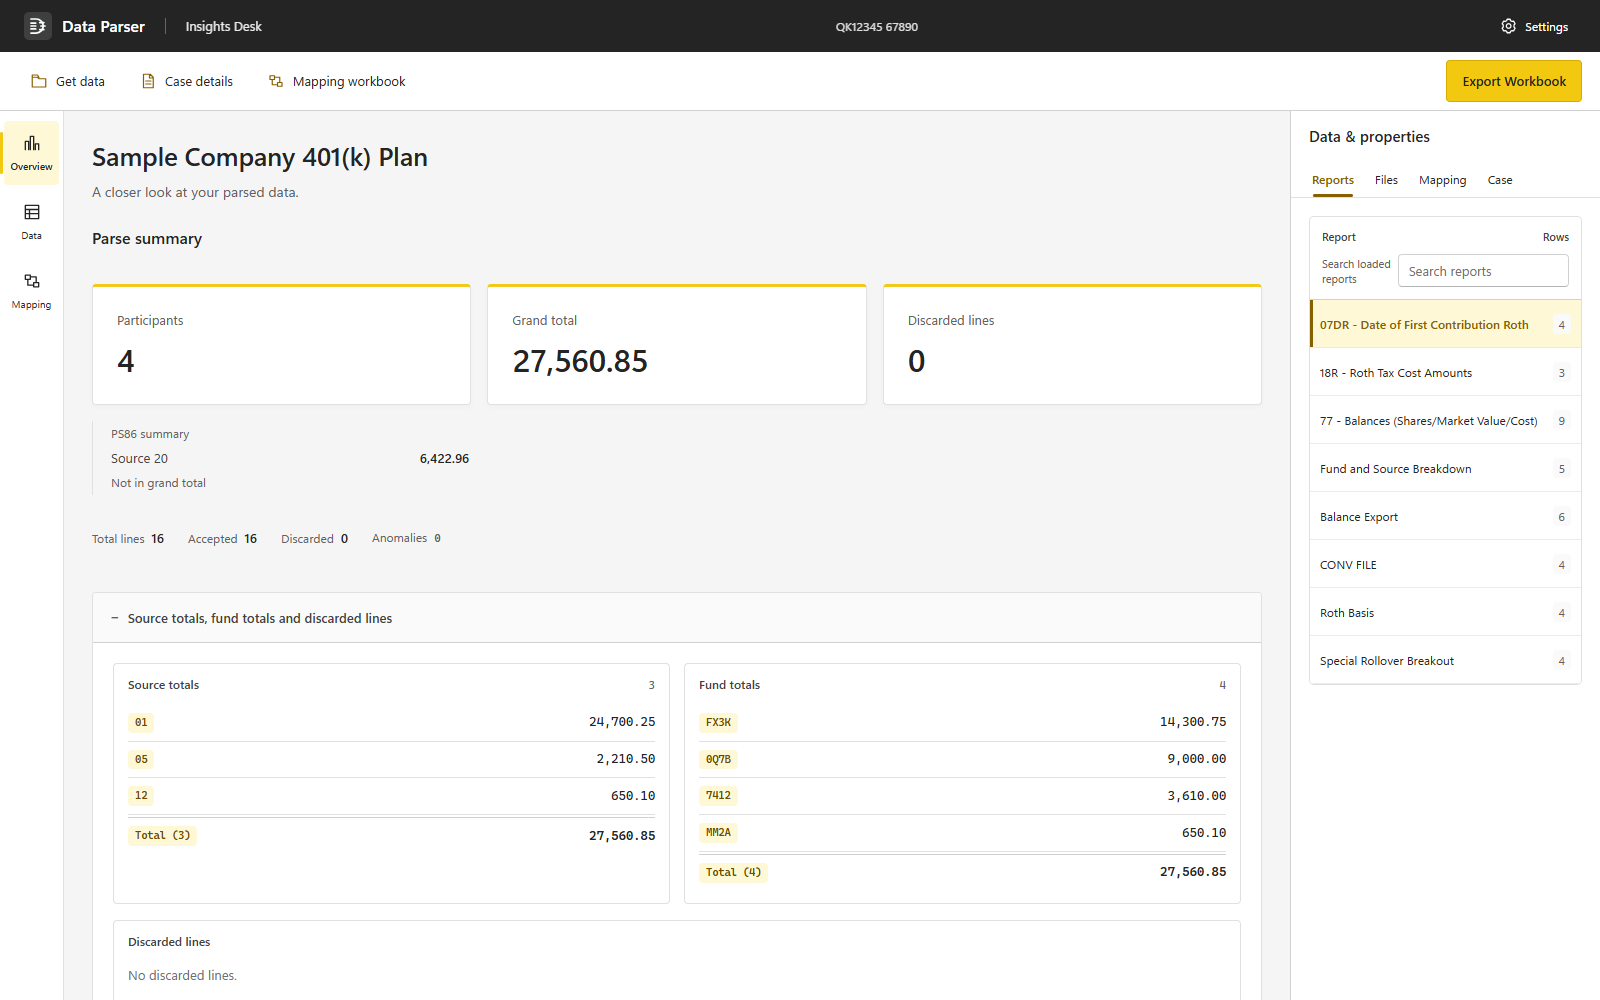 Data Parser
Insights Desk
QK12345 67890
Settings
Get data
Case details
Mapping workbook
Export Workbook
Overview
Data
Mapping
Sample Company 401(k) Plan
A closer look at your parsed data.
Parse summary
Participants
4
Grand total
27,560.85
Discarded lines
0
PS86 summary
Source 20 6,422.96
Not in grand total
Total lines 16 Accepted 16 Discarded 0 Anomalies 0
− Source totals, fund totals and discarded lines
Source totals 3
01 24,700.25
05 2,210.50
12 650.10
Total (3) 27,560.85
Fund totals 4
FX3K 14,300.75
0Q7B 9,000.00
7412 3,610.00
MM2A 650.10
Total (4) 27,560.85
Discarded lines
No discarded lines.
Data & properties
Reports Files Mapping Case
Report Rows
Search loaded
reports
Search reports
07DR - Date of First Contribution Roth 4
18R - Roth Tax Cost Amounts 3
77 - Balances (Shares/Market Value/Cost) 9
Fund and Source Breakdown 5
Balance Export 6
CONV FILE 4
Roth Basis 4
Special Rollover Breakout 4